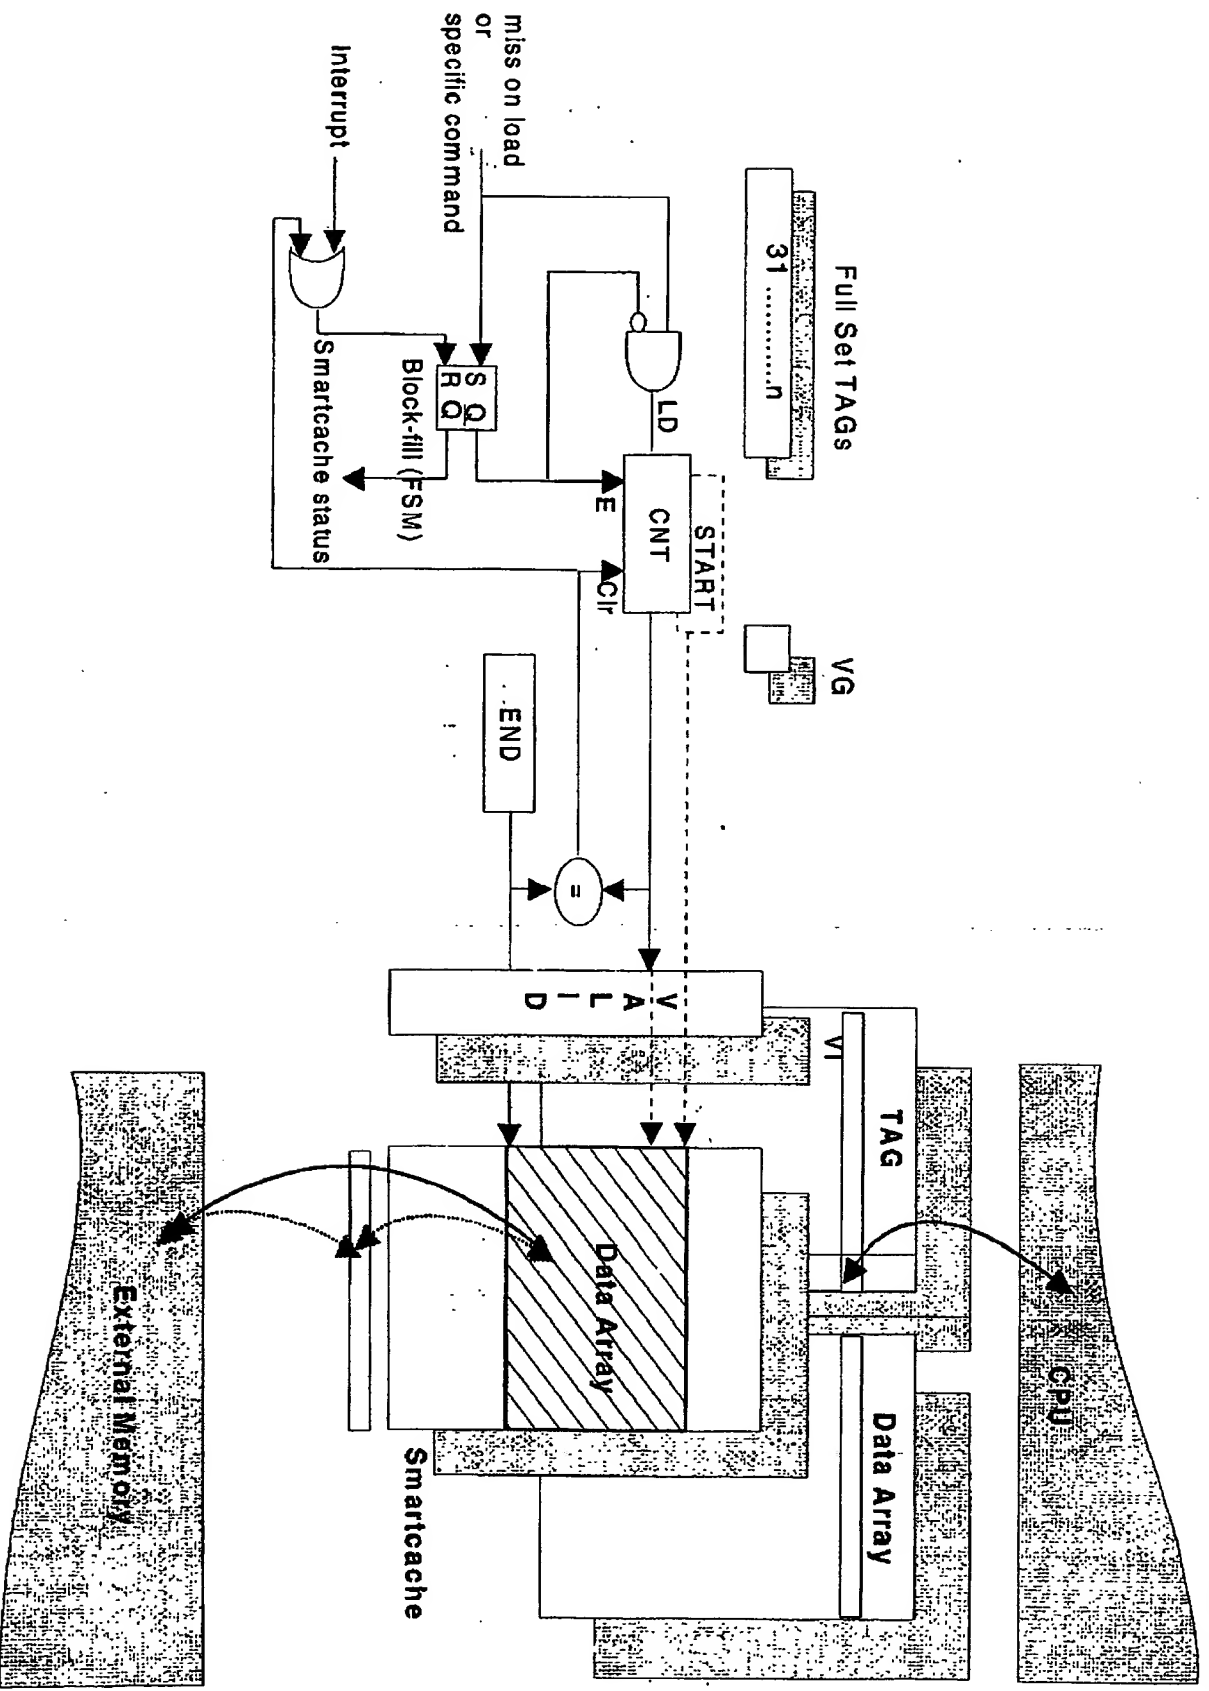 CPU
TAG
VI
Data Array
Full Set TAGs
31 ............n
VG
START
CNT
LD
E
Clr
V
A
L
I
D
=
END
Data Array
miss on load
or
specific command
S Q
R Q
Block-fill (FSM)
Interrupt
Smartcache status
Smartcache
External Memory